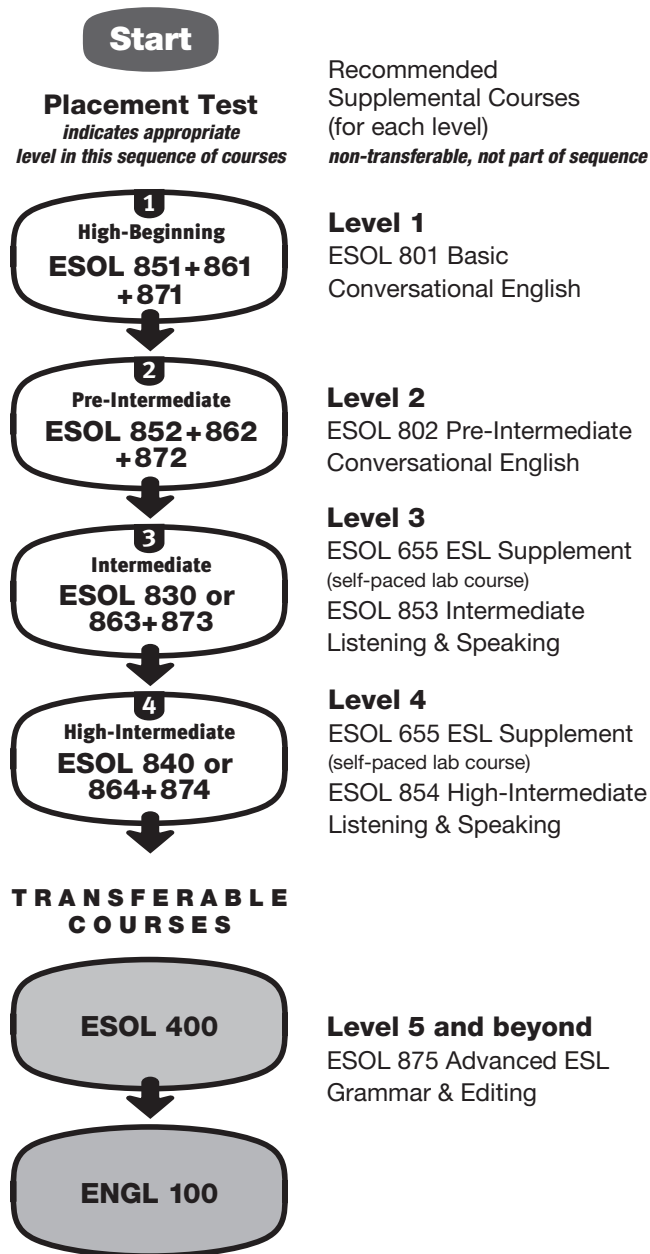 Start
Placement Test
indicates appropriate
level in this sequence of courses
Recommended
Supplemental Courses
(for each level)
non-transferable, not part of sequence
1
High-Beginning
ESOL 851+861
+871
Level 1
ESOL 801 Basic
Conversational English
2
Pre-Intermediate
ESOL 852+862
+872
Level 2
ESOL 802 Pre-Intermediate
Conversational English
3
Intermediate
ESOL 830 or
863+873
Level 3
ESOL 655 ESL Supplement
(self-paced lab course)
ESOL 853 Intermediate
Listening & Speaking
4
High-Intermediate
ESOL 840 or
864+874
Level 4
ESOL 655 ESL Supplement
(self-paced lab course)
ESOL 854 High-Intermediate
Listening & Speaking
TRANSFERABLE
COURSES
ESOL 400
Level 5 and beyond
ESOL 875 Advanced ESL
Grammar & Editing
ENGL 100